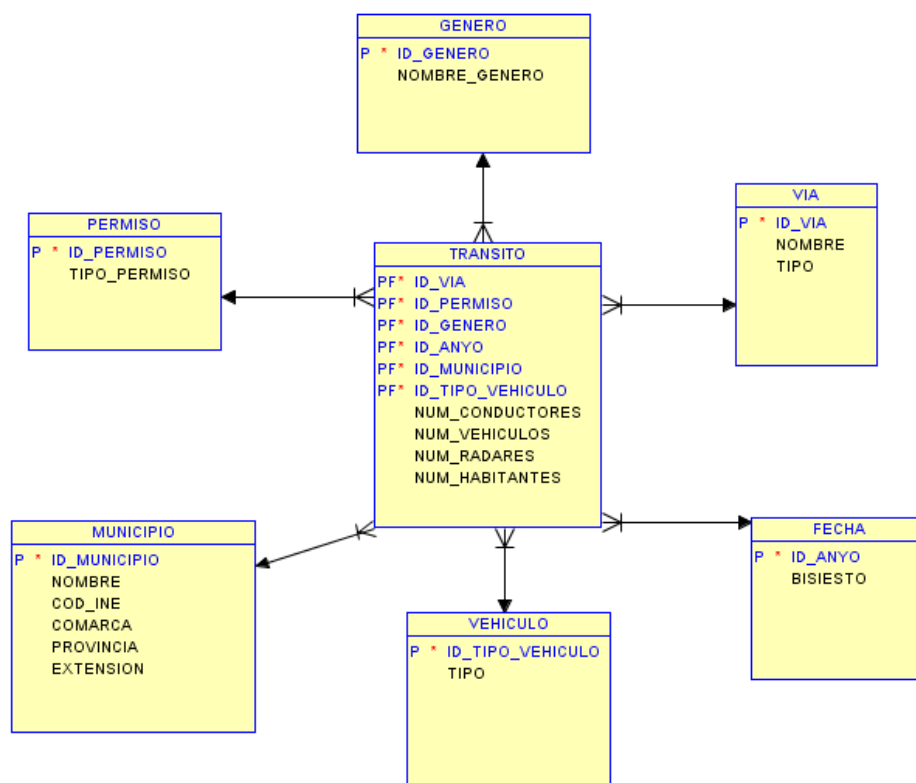 GENERO
P * ID_GENERO
NOMBRE_GENERO
PERMISO
P * ID_PERMISO
TIPO_PERMISO
VIA
P * ID_VIA
NOMBRE
TIPO
TRANSITO
PF* ID_VIA
PF* ID_PERMISO
PF* ID_GENERO
PF* ID_ANYO
PF* ID_MUNICIPIO
PF* ID_TIPO_VEHICULO
NUM_CONDUCTORES
NUM_VEHICULOS
NUM_RADARES
NUM_HABITANTES
MUNICIPIO
P * ID_MUNICIPIO
NOMBRE
COD_INE
COMARCA
PROVINCIA
EXTENSION
VEHICULO
P * ID_TIPO_VEHICULO
TIPO
FECHA
P * ID_ANYO
BISIESTO